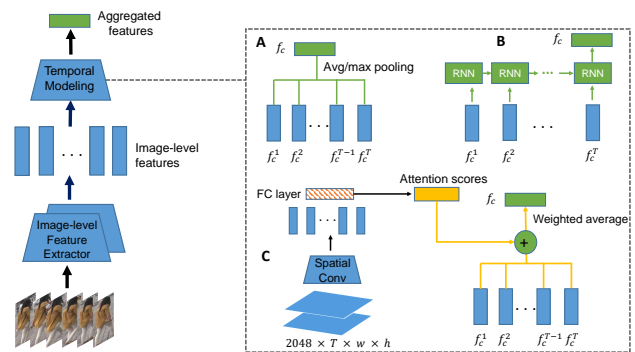 Aggregated
features
Temporal
Modeling
Image-level
features
Image-level
Feature
Extractor
A
f_c
Avg/max pooling
f_c^1 f_c^2 ... f_c^{T-1} f_c^T
B
f_c
RNN RNN ... RNN
f_c^1 f_c^2 ... f_c^T
C
FC layer
Attention scores
Spatial
Conv
2048 × T × w × h
f_c
Weighted average
+
f_c^1 f_c^2 ... f_c^{T-1} f_c^T